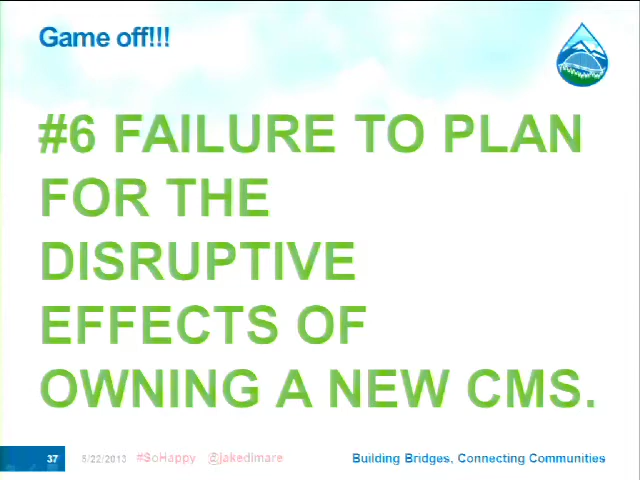 Game off!!!
#6 FAILURE TO PLAN
FOR THE
DISRUPTIVE
EFFECTS OF
OWNING A NEW CMS.
37 5/22/2013 #SoHappy @jakedimare Building Bridges, Connecting Communities